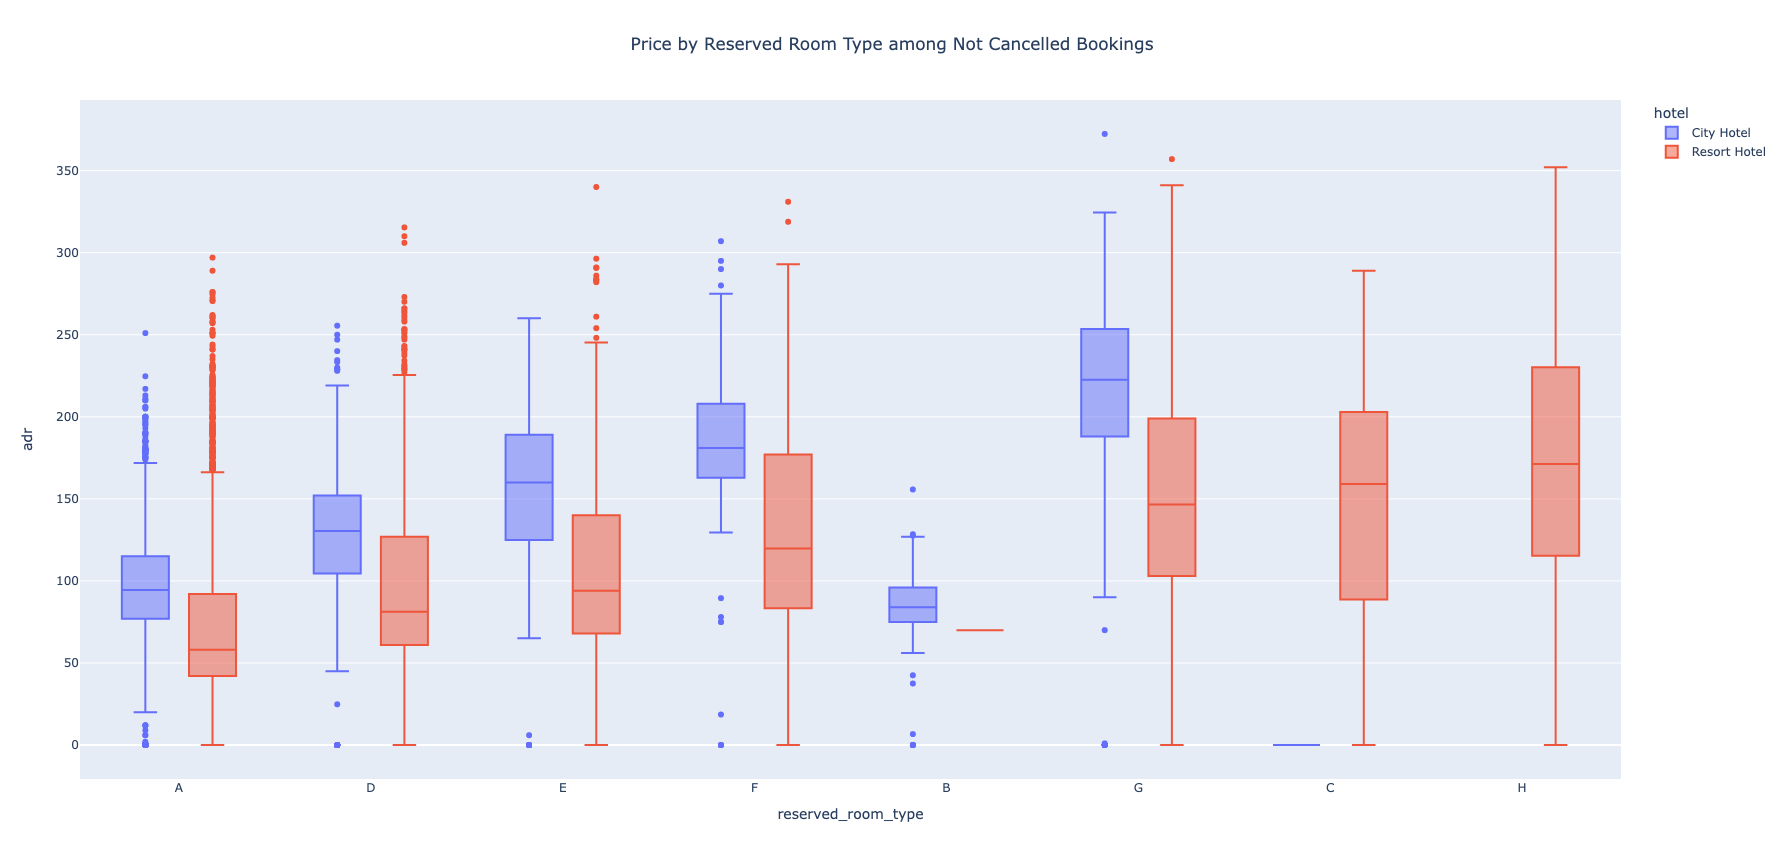 Price by Reserved Room Type among Not Cancelled Bookings
hotel
City Hotel
Resort Hotel
adr
350
300
250
200
150
100
50
0
A D E F B G C H
reserved_room_type